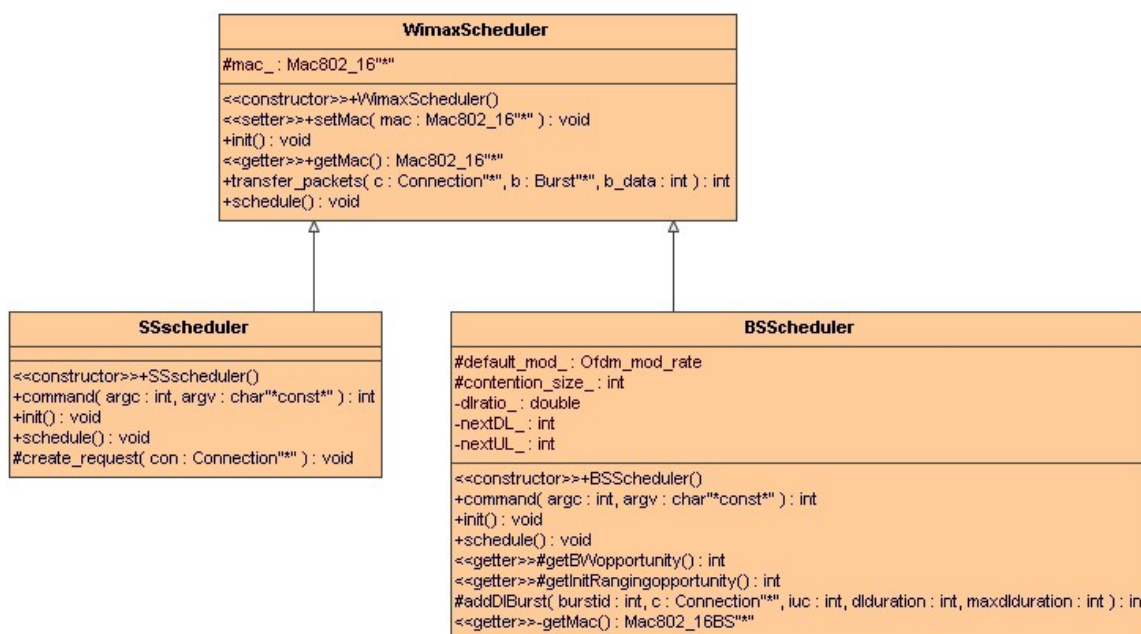 WimaxScheduler
#mac_ : Mac802_16"*"
<<constructor>>+WimaxScheduler()
<<setter>>+setMac( mac : Mac802_16"*" ) : void
+init() : void
<<getter>>+getMac() : Mac802_16"*"
+transfer_packets( c : Connection"*", b : Burst"*", b_data : int ) : int
+schedule() : void
SSscheduler
<<constructor>>+SSscheduler()
+command( argc : int, argv : char"*const*" ) : int
+init() : void
+schedule() : void
#create_request( con : Connection"*" ) : void
BSScheduler
#default_mod_ : Ofdm_mod_rate
#contention_size_ : int
-dlratio_ : double
-nextDL_ : int
-nextUL_ : int
<<constructor>>+BSScheduler()
+command( argc : int, argv : char"*const*" ) : int
+init() : void
+schedule() : void
<<getter>>#getBWopportunity() : int
<<getter>>#getInitRangingopportunity() : int
#addDlBurst( burstid : int, c : Connection"*", iuc : int, dlduration : int, maxdlduration : int ) : int
<<getter>>-getMac() : Mac802_16BS"*"